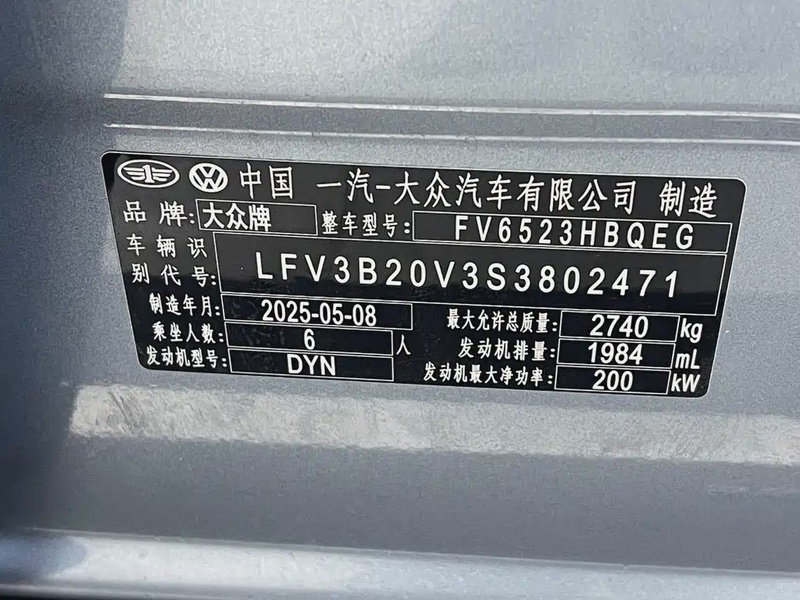 中国 一汽-大众汽车有限公司 制造
品牌: 大众牌 整车型号: FV6523HBQEG
车辆识别代号: LFV3B20V3S3802471
制造年月: 2025-05-08 最大允许总质量: 2740 kg
乘坐人数: 6 人 发动机排量: 1984 mL
发动机型号: DYN 发动机最大净功率: 200 kW